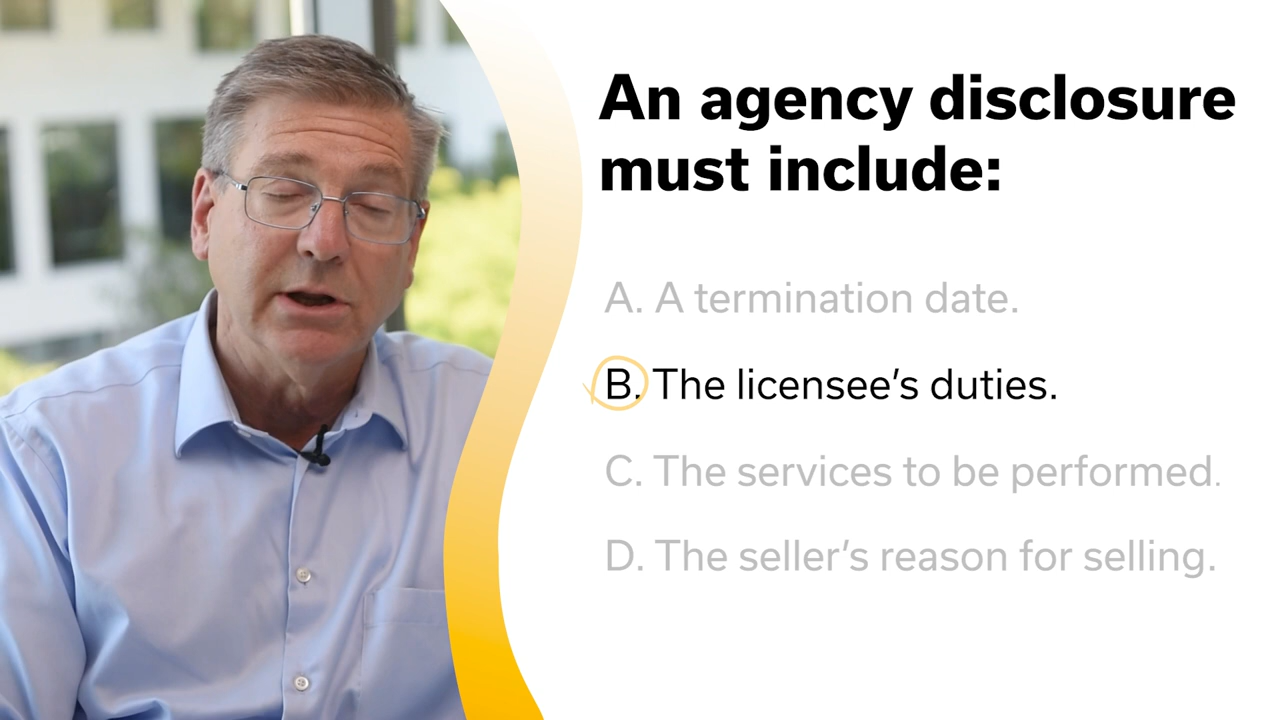 An agency disclosure
must include:
A. A termination date.
B. The licensee’s duties.
C. The services to be performed.
D. The seller’s reason for selling.